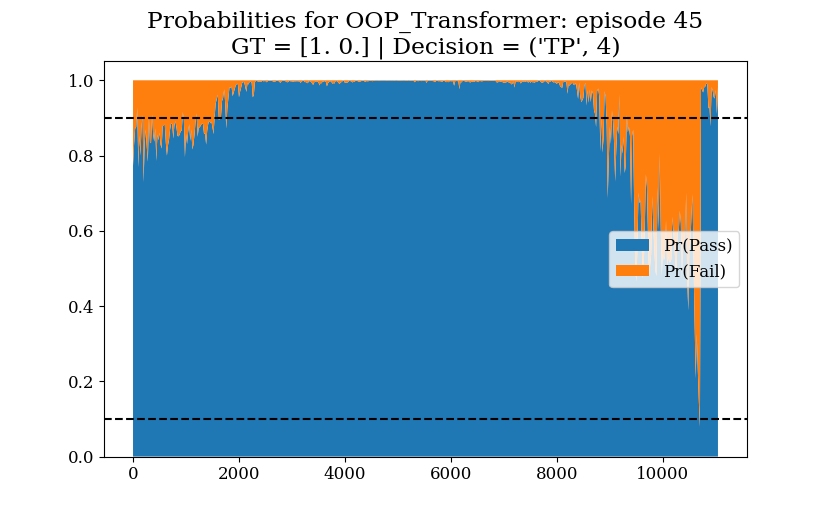 Probabilities for OOP_Transformer: episode 45
GT = [1. 0.] | Decision = ('TP', 4)
1.0
0.8
0.6
0.4
0.2
0.0
Pr(Pass)
Pr(Fail)
0 2000 4000 6000 8000 10000